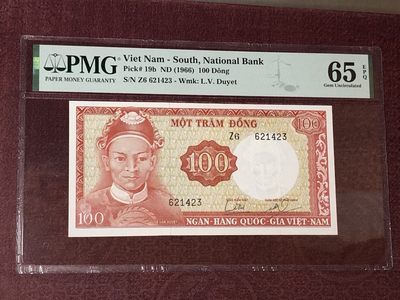 PMG
PAPER MONEY GUARANTY
Viet Nam - South, National Bank
Pick# 19b ND (1966) 100 Dông
S/N Z6 621423 - Wmk: L.V. Duyet
65 EPQ
Gem Uncirculated
MỘT TRĂM ĐỒNG
100
Z6 621423
100
621423
100
NGÂN-HÀNG QUỐC-GIA VIỆT-NAM